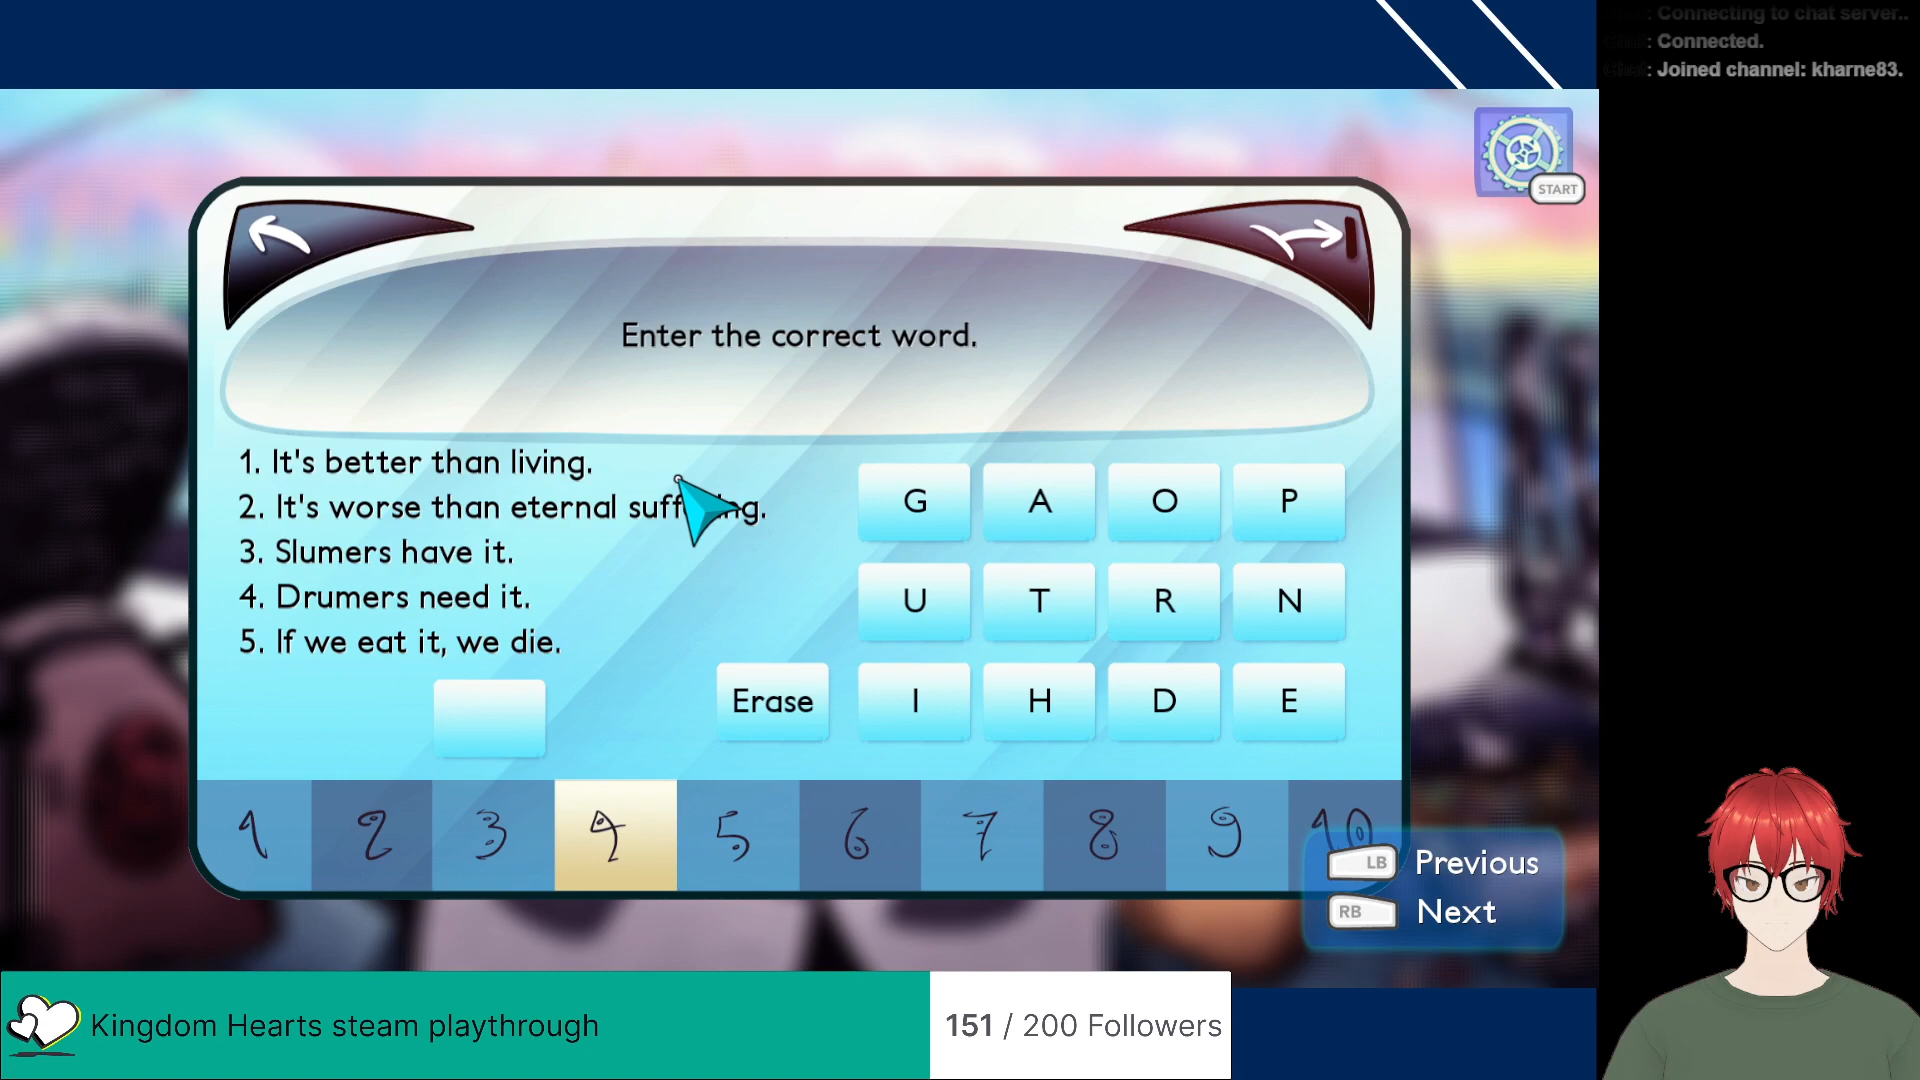 : Connecting to chat server..
: Connected.
: Joined channel: kharne83.
START
Enter the correct word.
1. It's better than living.
2. It's worse than eternal suff ng.
3. Slumers have it.
4. Drumers need it.
5. If we eat it, we die.
G A O P
U T R N
Erase I H D E
1 2 3 4 5 6 7 8 9 10
LB Previous
RB Next
Kingdom Hearts steam playthrough
151 / 200 Followers